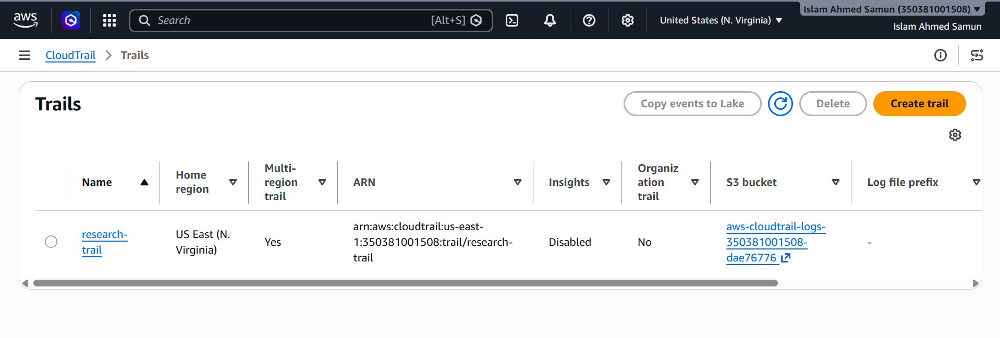 aws
Search
[Alt+S]
United States (N. Virginia)
Islam Ahmed Samun (350381001508)
Islam Ahmed Samun
CloudTrail
Trails
Trails
Copy events to Lake
Delete
Create trail
Name
Home
region
Multi-
region
trail
ARN
Insights
Organiz
ation
trail
S3 bucket
Log file prefix
research-
trail
US East (N.
Virginia)
Yes
arn:aws:cloudtrail:us-east-
1:350381001508:trail/research-
trail
Disabled
No
aws-cloudtrail-logs-
350381001508-
dae76776
-